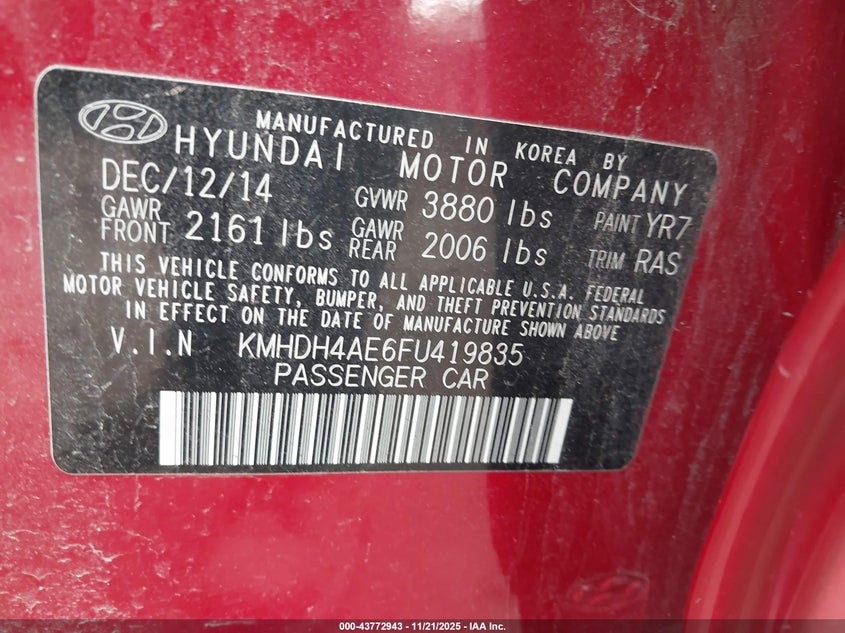 MANUFACTURED IN KOREA BY
HYUNDAI MOTOR COMPANY
DEC/12/14 GVWR 3880 lbs PAINT YR7
GAWR FRONT 2161 lbs GAWR REAR 2006 lbs TRIM RAS
THIS VEHICLE CONFORMS TO ALL APPLICABLE U.S.A. FEDERAL
MOTOR VEHICLE SAFETY, BUMPER, AND THEFT PREVENTION STANDARDS
IN EFFECT ON THE DATE OF MANUFACTURE SHOWN ABOVE
V.I.N KMHDH4AE6FU419835
PASSENGER CAR
000-43772943 - 11/21/2025 - IAA Inc.